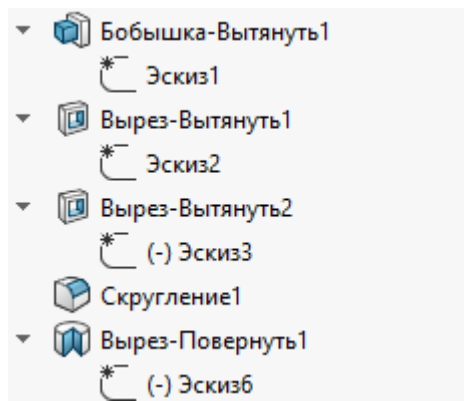 Бобышка-Вытянуть1
Эскиз1
Вырез-Вытянуть1
Эскиз2
Вырез-Вытянуть2
(-) Эскиз3
Скругление1
Вырез-Повернуть1
(-) Эскиз6